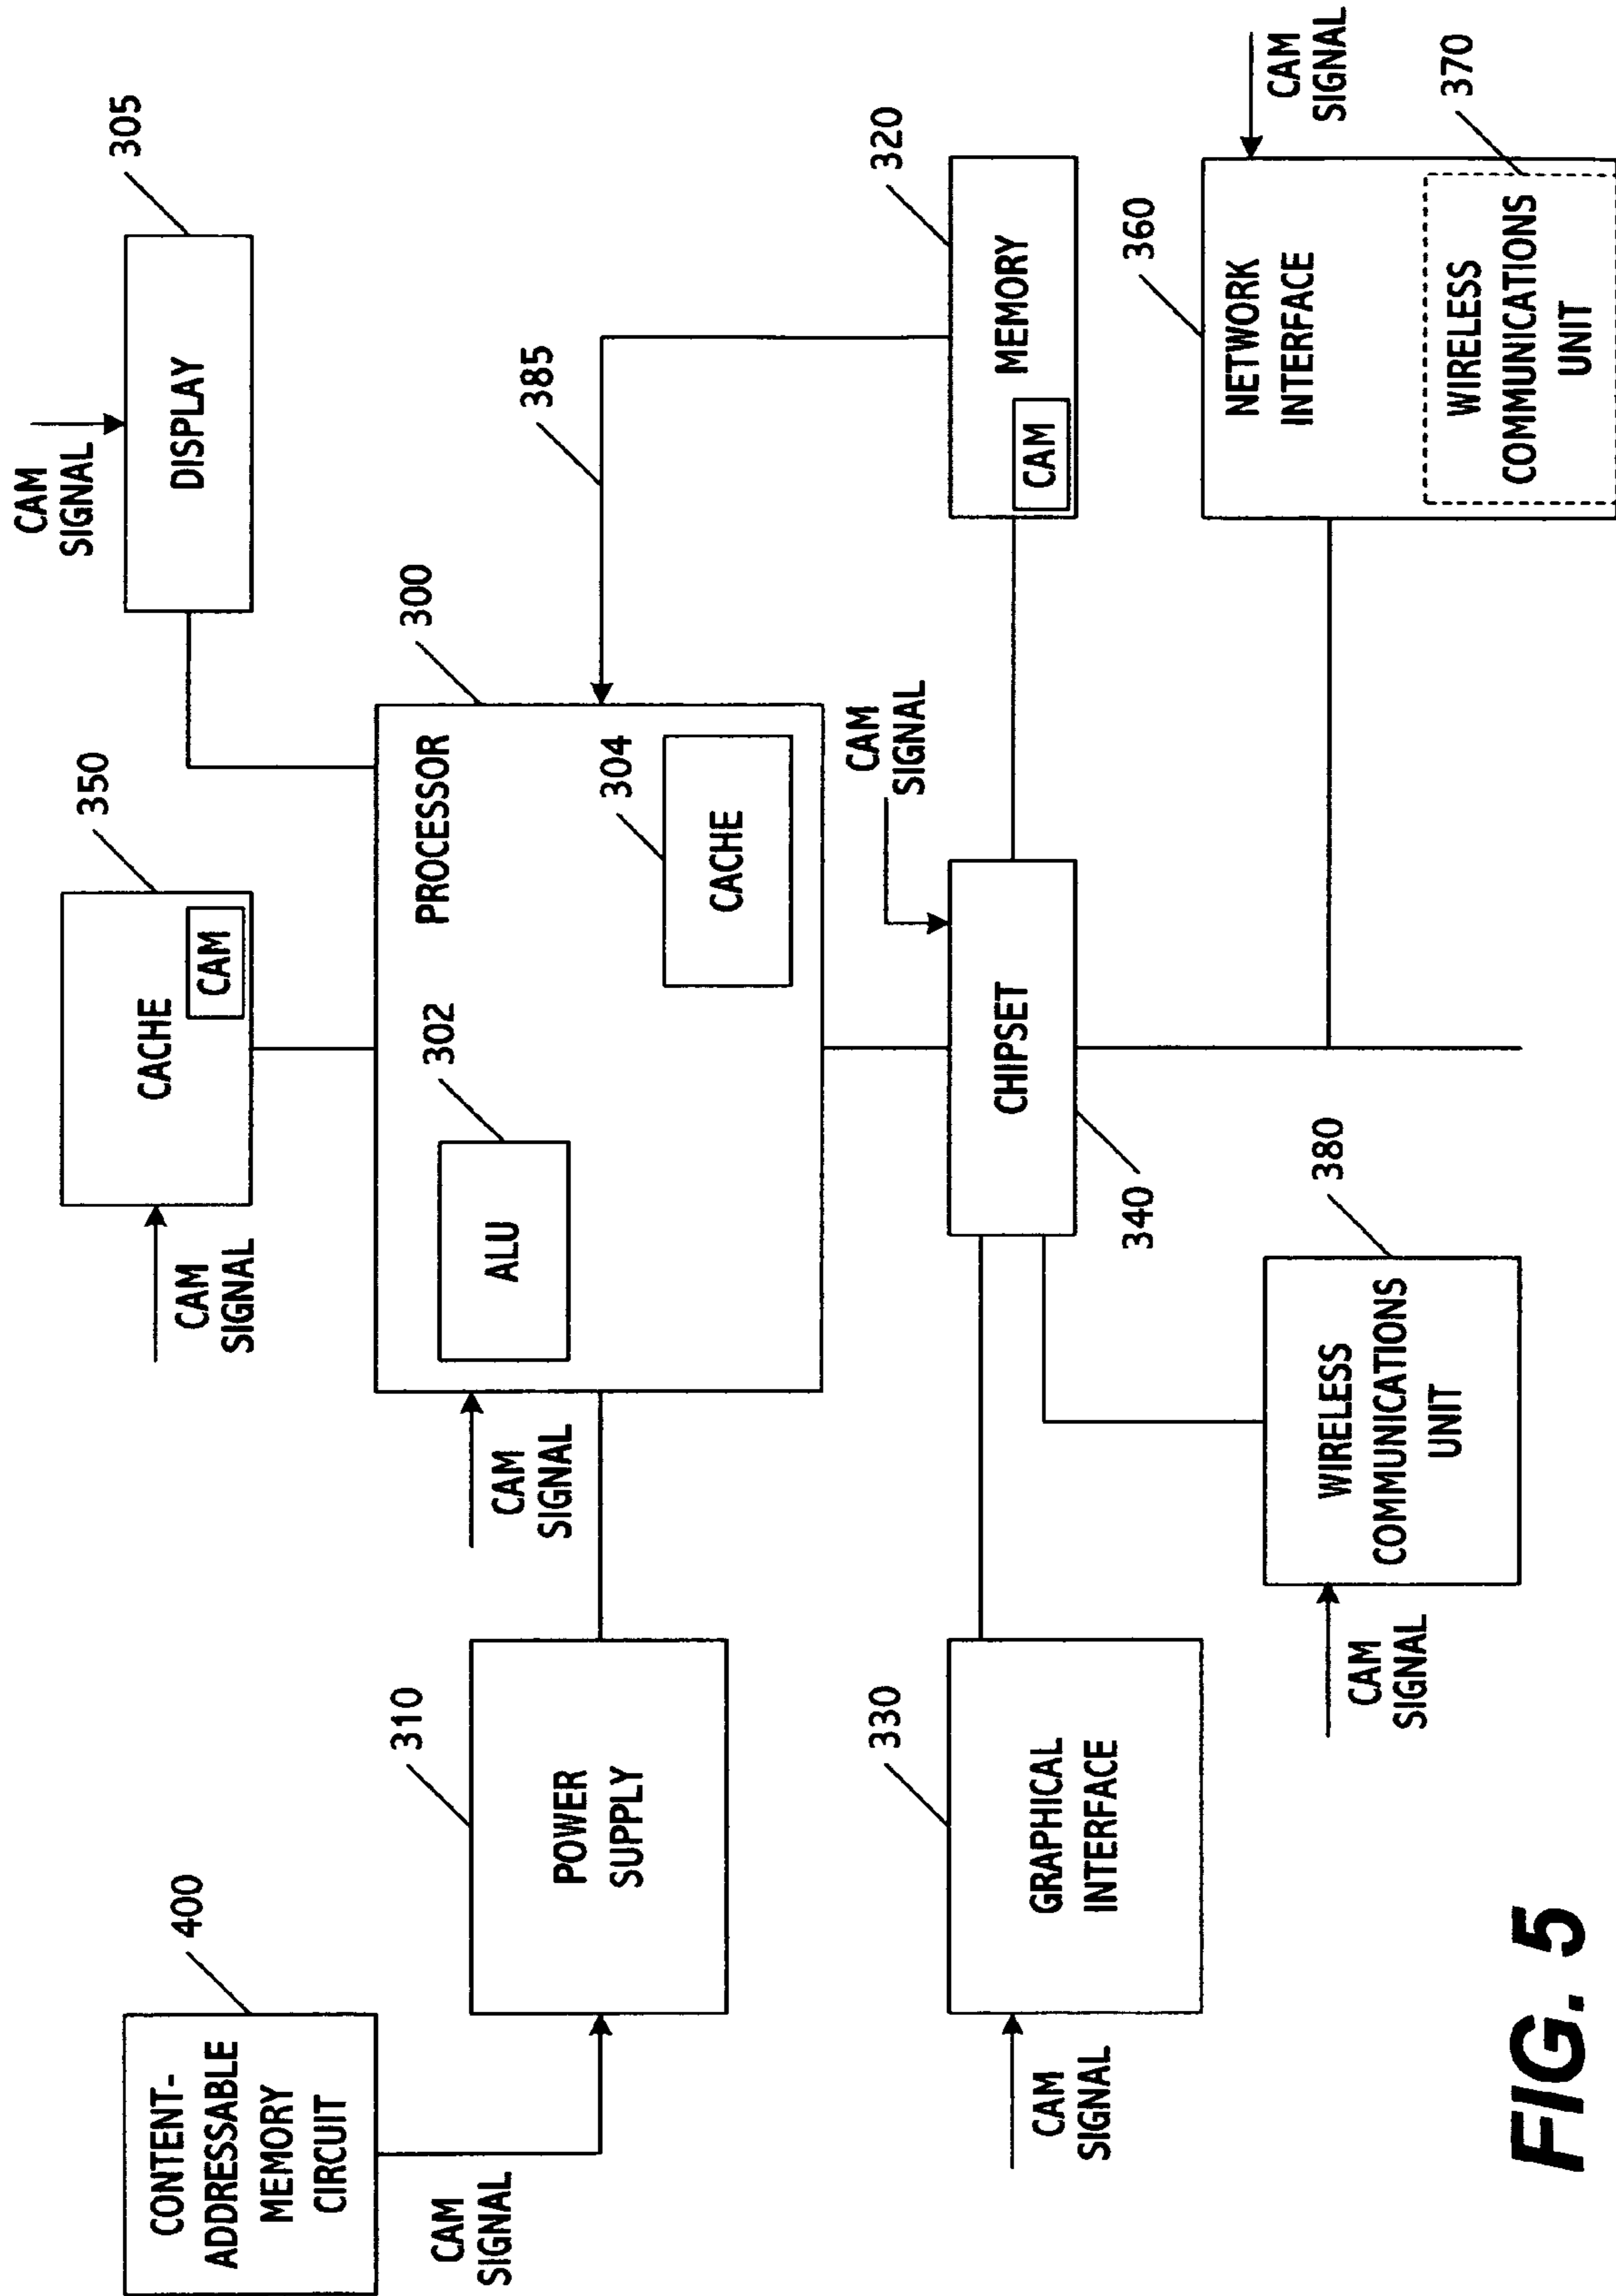 CONTENT-
ADDRESSABLE
MEMORY
CIRCUIT
400
CAM
SIGNAL
POWER
SUPPLY
310
CAM
SIGNAL
CACHE
CAM
350
CAM
SIGNAL
DISPLAY
305
CAM
SIGNAL
PROCESSOR
300
ALU
302
CACHE
304
385
CAM
SIGNAL
GRAPHICAL
INTERFACE
330
CAM
SIGNAL
CHIPSET
340
CAM
SIGNAL
MEMORY
CAM
320
WIRELESS
COMMUNICATIONS
UNIT
380
CAM
SIGNAL
NETWORK
INTERFACE
360
WIRELESS
COMMUNICATIONS
UNIT
370
CAM
SIGNAL
FIG. 5